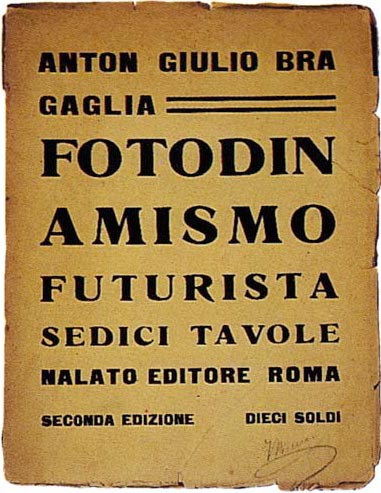 ANTON GIULIO BRA
GAGLIA
FOTODIN
AMISMO
FUTURISTA
SEDICI TAVOLE
NALATO EDITORE ROMA
SECONDA EDIZIONE DIECI SOLDI